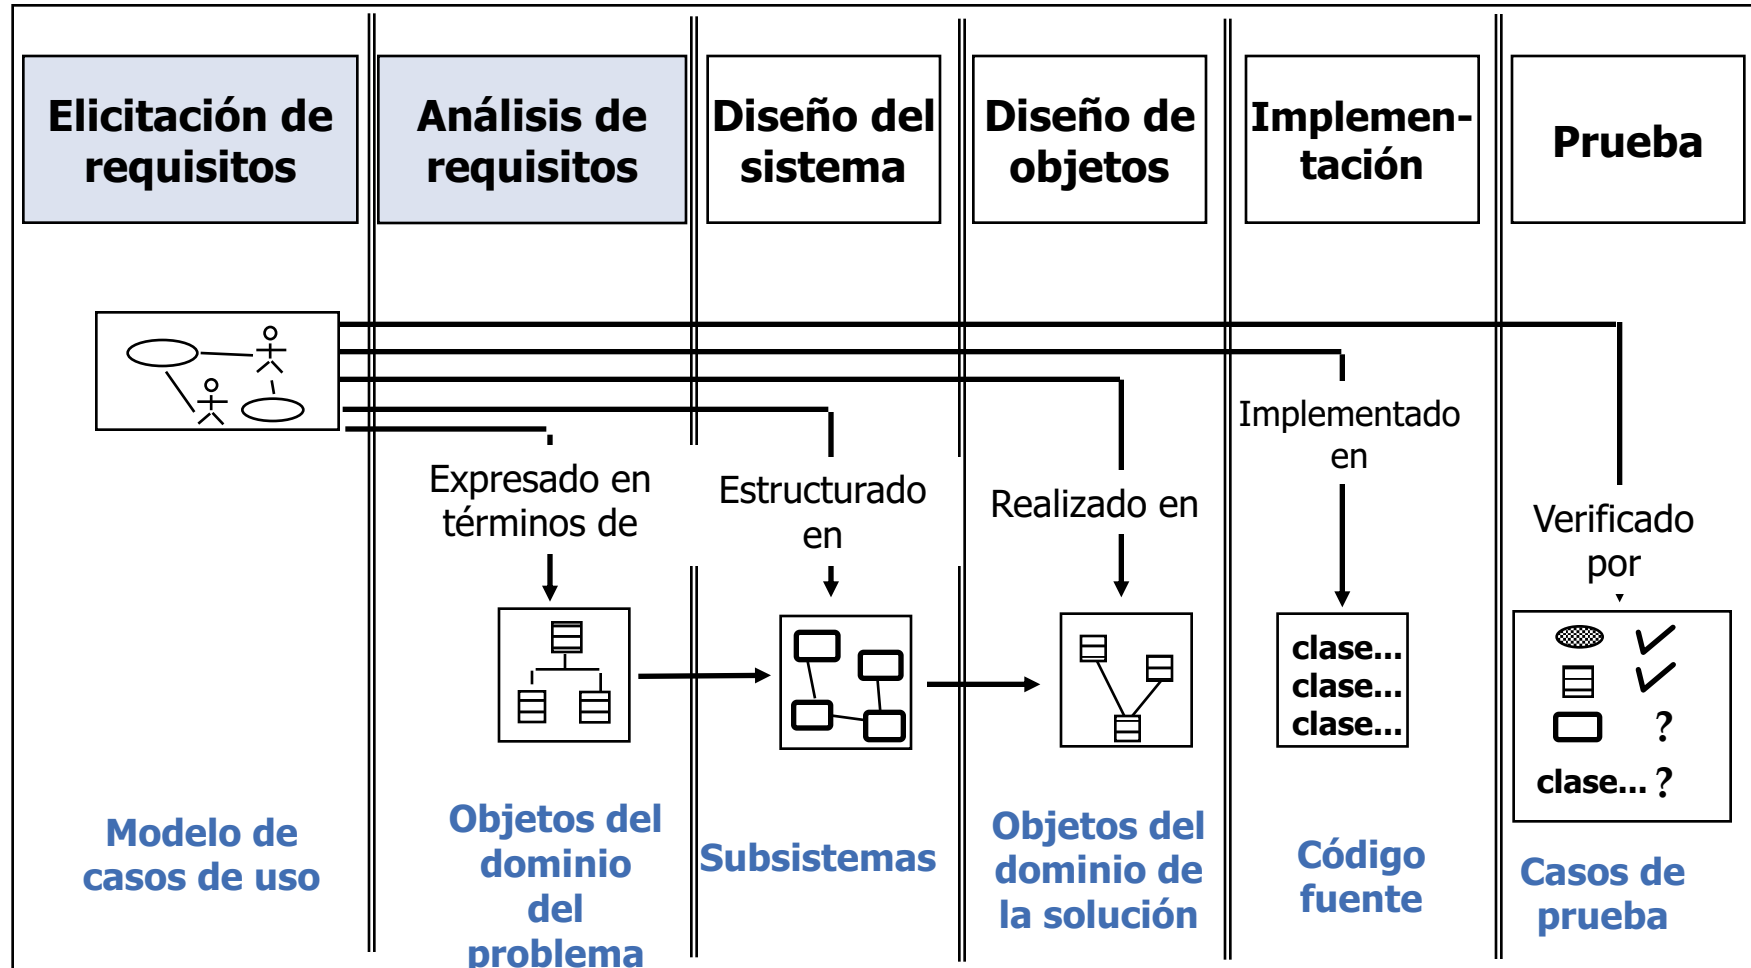 Elicitación de
requisitos
Análisis de
requisitos
Diseño del
sistema
Diseño de
objetos
Implemen-
tación
Prueba
Expresado en
términos de
Estructurado
en
Realizado en
Implementado
en
Verificado
por
clase...
clase...
clase...
?
clase... ?
Modelo de
casos de uso
Objetos del
dominio
del
problema
Subsistemas
Objetos del
dominio de
la solución
Código
fuente
Casos de
prueba